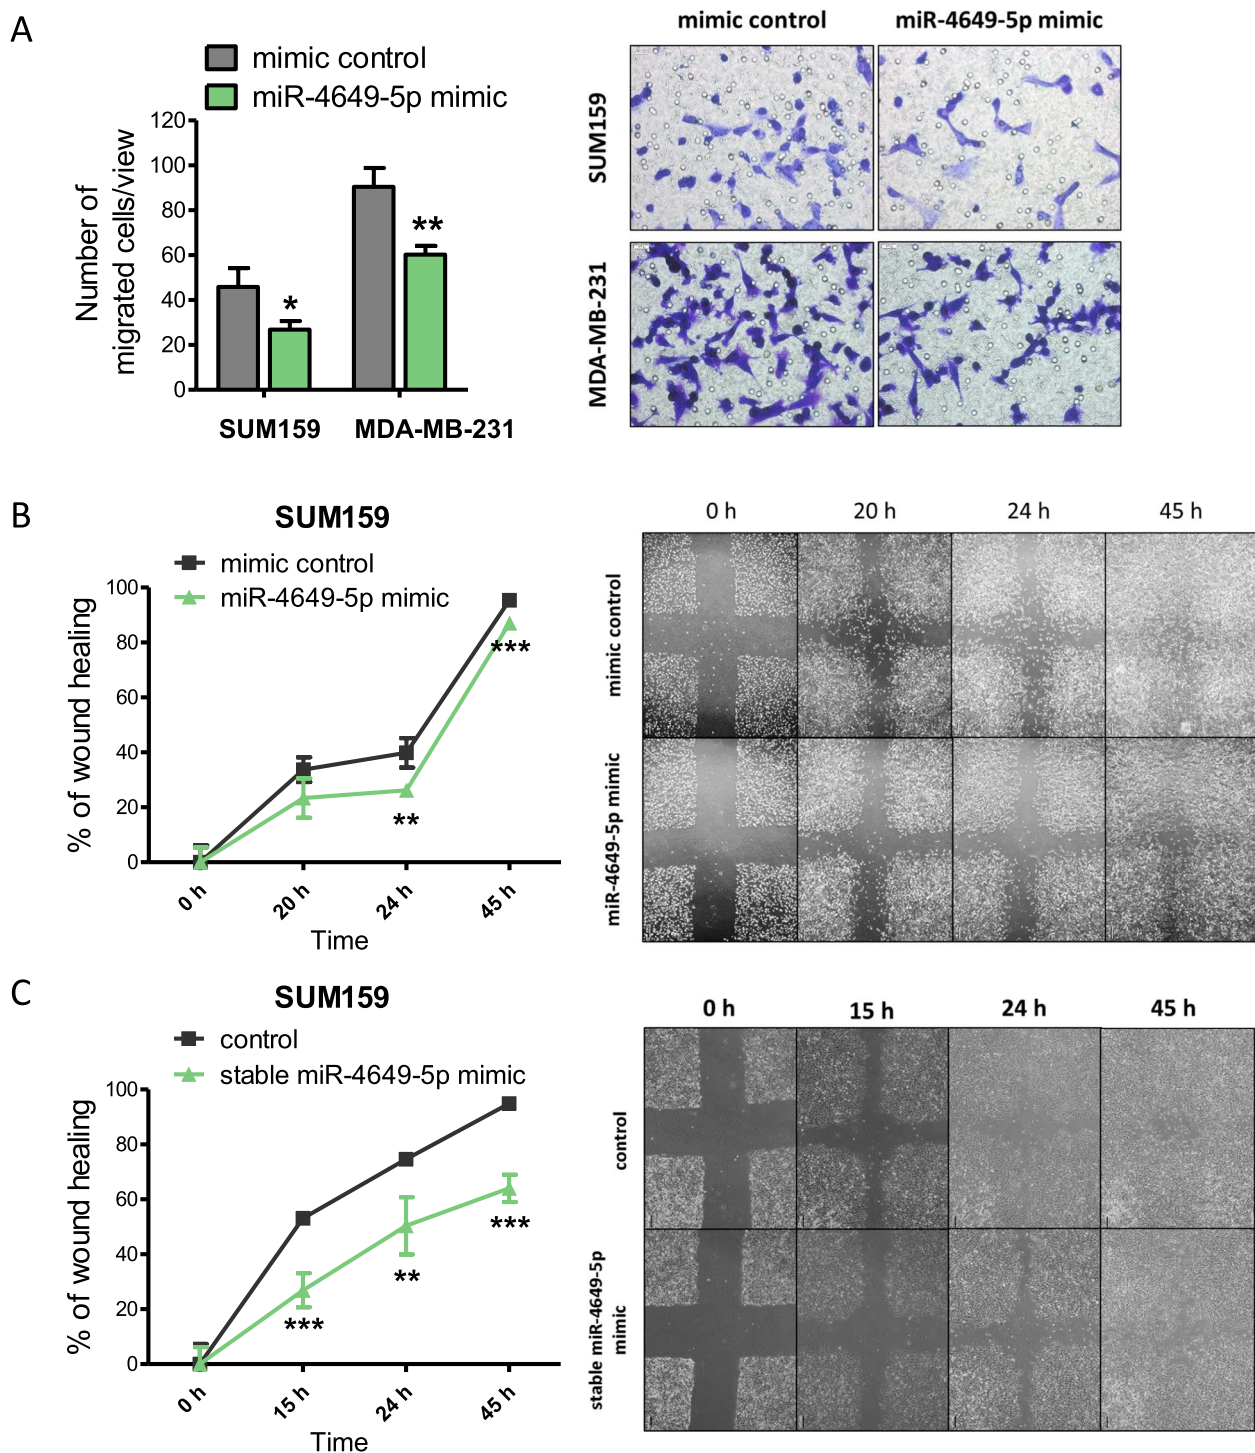 A
mimic control
miR-4649-5p mimic
120
100
80
60
40
20
0
Number of
migrated cells/view
*
**
SUM159
MDA-MB-231
mimic control
miR-4649-5p mimic
SUM159
MDA-MB-231
B
SUM159
mimic control
miR-4649-5p mimic
100
80
60
40
20
0
% of wound healing
**
***
0 h
20 h
24 h
45 h
Time
0 h
20 h
24 h
45 h
mimic control
miR-4649-5p mimic
C
SUM159
control
stable miR-4649-5p mimic
100
80
60
40
20
0
% of wound healing
***
**
***
0 h
15 h
24 h
45 h
Time
0 h
15 h
24 h
45 h
control
stable miR-4649-5p
mimic